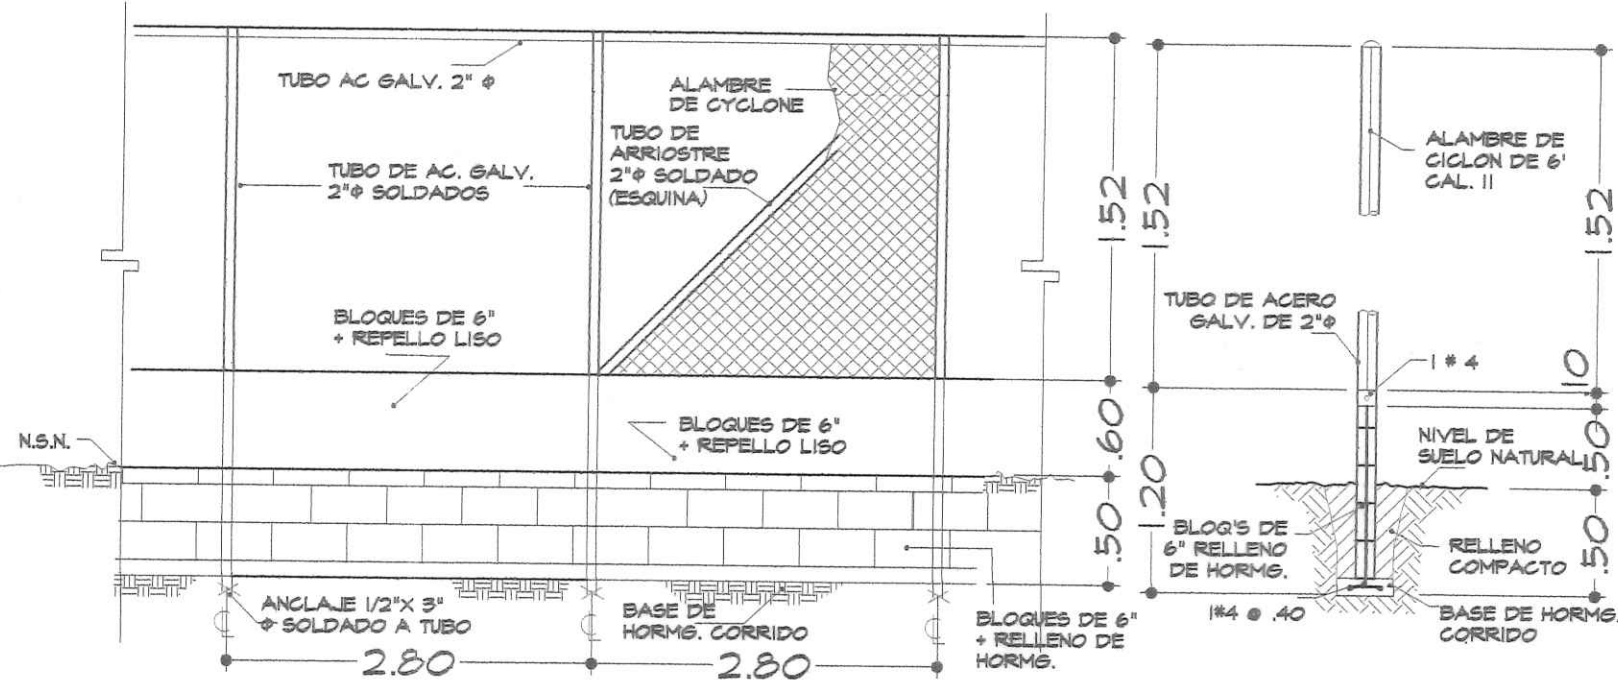 TUBO AC GALV. 2" φ
ALAMBRE
DE CYCLONE
TUBO DE
ARRIOSTRE
2"φ SOLDADO
(ESQUINA)
TUBO DE AC. GALV.
2"φ SOLDADOS
BLOQUES DE 6"
+ REPELLO LISO
BLOQUES DE 6"
+ REPELLO LISO
N.S.N.
ANCLAJE 1/2"X 3"
φ SOLDADO A TUBO
BASE DE
HORMG. CORRIDO
BLOQUES DE 6"
+ RELLENO DE
HORMG.
2.80
2.80
1.52
.60
.50
1.52
1.20
ALAMBRE DE
CICLON DE 6'
CAL. 11
TUBO DE ACERO
GALV. DE 2"φ
1 # 4
NIVEL DE
SUELO NATURAL
BLOQ'S DE
6" RELLENO
DE HORMG.
RELLENO
COMPACTO
1#4 @ .40
BASE DE HORMG.
CORRIDO
1.52
10
.50
.50